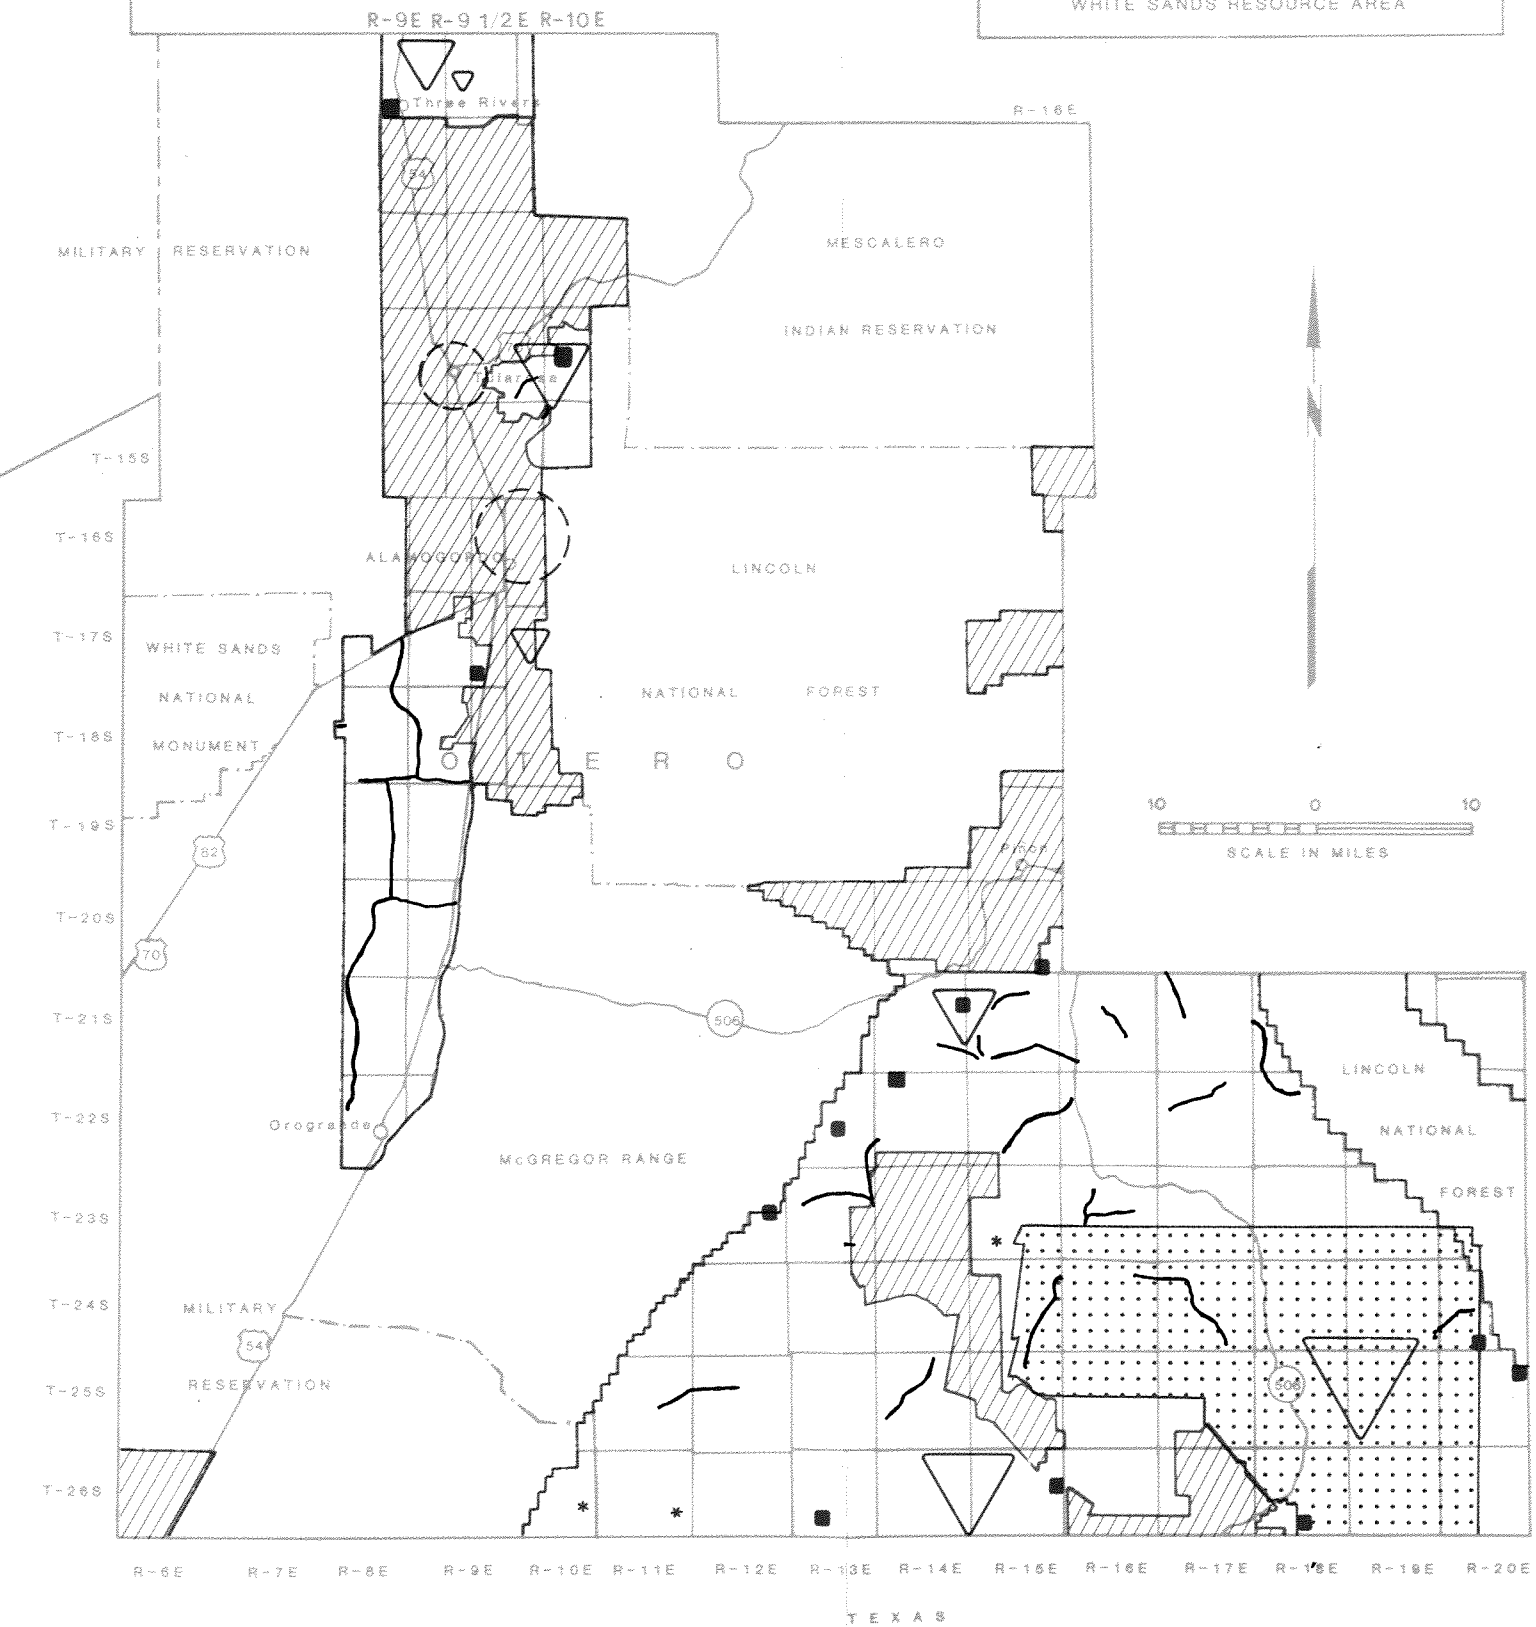 WHITE SANDS RESOURCE AREA
R-9E R-9 1/2E R-10E
Three Rivers
R-16E
54
MILITARY RESERVATION
MESCALERO
INDIAN RESERVATION
Tularosa
T-15S
T-16S
ALAMOGORDO
LINCOLN
T-17S
WHITE SANDS
NATIONAL
NATIONAL FOREST
T-18S
MONUMENT
O T E R O
10 0 10
T-19S
82
Pinon
SCALE IN MILES
T-20S
70
T-21S
506
LINCOLN
T-22S
Orogrande
NATIONAL
McGREGOR RANGE
FOREST
T-23S
*
T-24S
MILITARY
54
T-25S
RESERVATION
506
T-26S
* *
R-6E R-7E R-8E R-9E R-10E R-11E R-12E R-13E R-14E R-15E R-16E R-17E R-18E R-19E R-20E
TEXAS